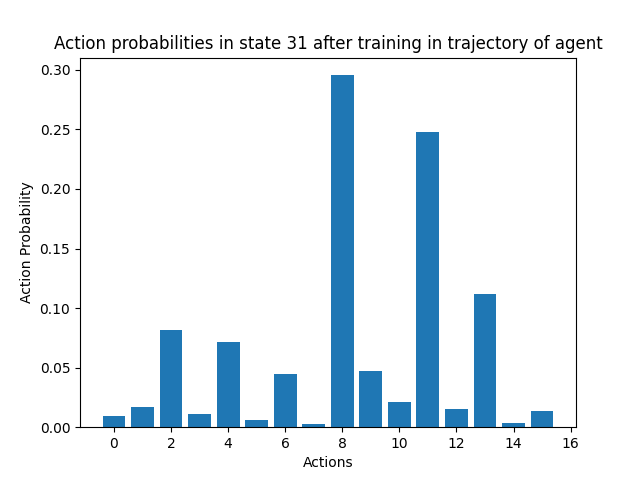 Action probabilities in state 31 after training in trajectory of agent
0.30
0.25
0.20
0.15
0.10
0.05
0.00
Action Probability
0 2 4 6 8 10 12 14 16
Actions